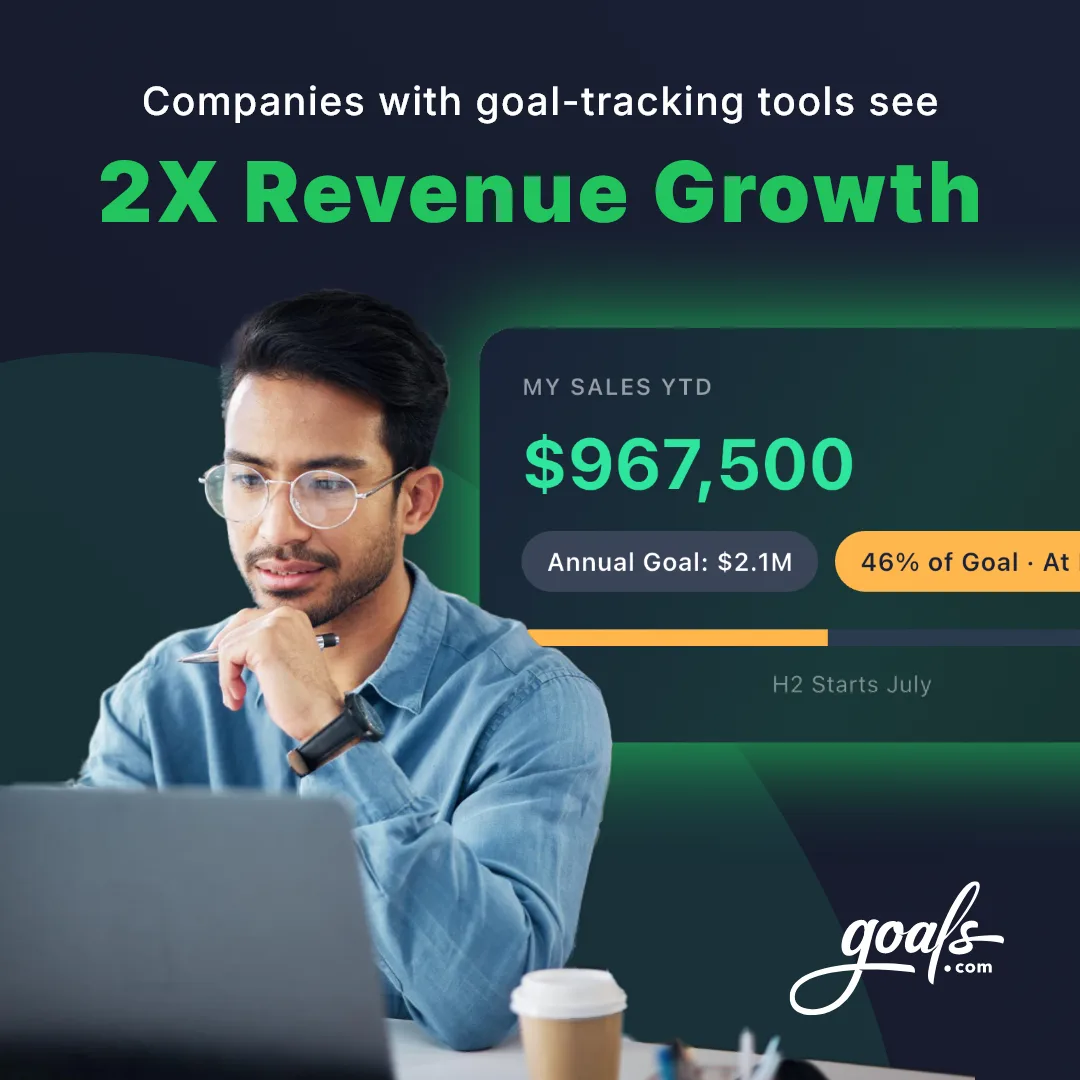 Companies with goal-tracking tools see
2X Revenue Growth
MY SALES YTD
$967,500
Annual Goal: $2.1M
46% of Goal · At
H2 Starts July
goals
.com